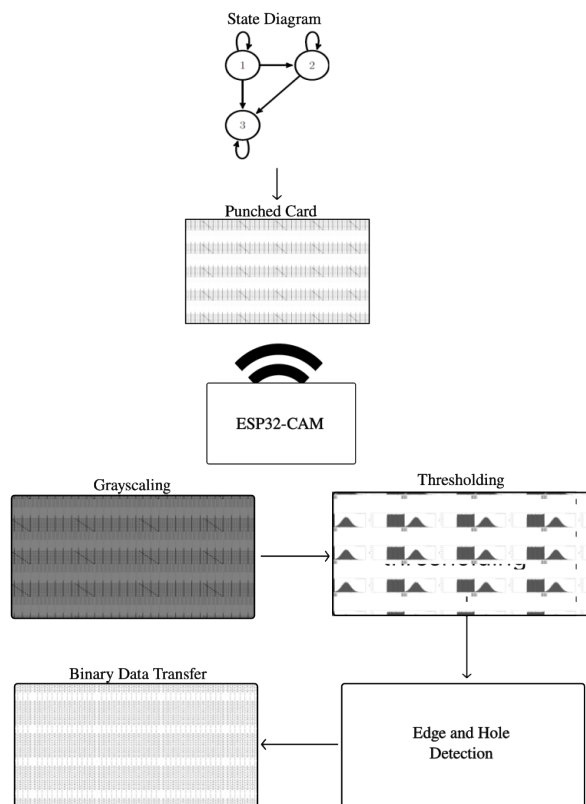 State Diagram
1
2
3
Punched Card
ESP32-CAM
Grayscaling
Thresholding
Binary Data Transfer
Edge and Hole
Detection